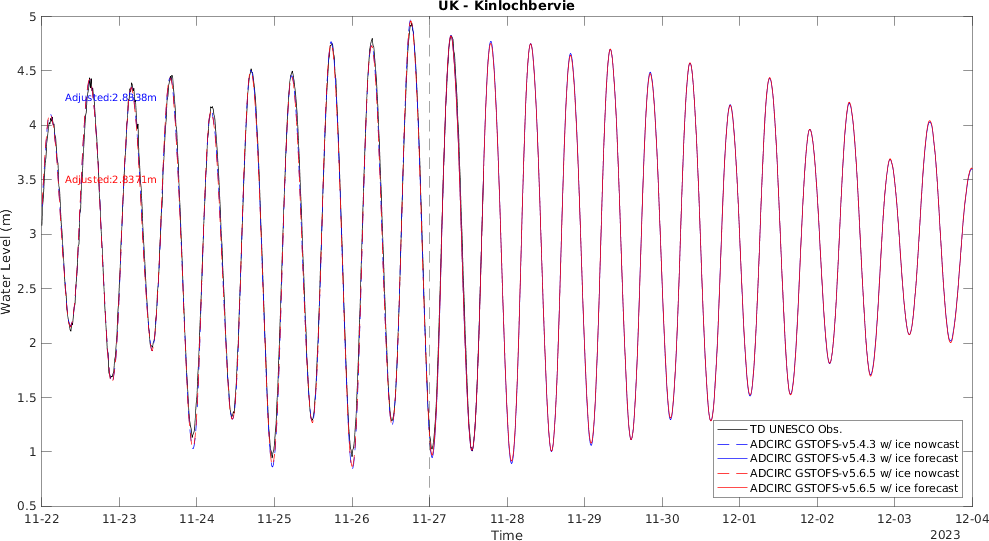 UK - Kinlochbervie
5
4.5
4
3.5
3
2.5
2
1.5
1
0.5
Water Level (m)
Adjusted:2.8338m
Adjusted:2.8371m
TD UNESCO Obs.
ADCIRC GSTOFS-v5.4.3 w/ ice nowcast
ADCIRC GSTOFS-v5.4.3 w/ ice forecast
ADCIRC GSTOFS-v5.6.5 w/ ice nowcast
ADCIRC GSTOFS-v5.6.5 w/ ice forecast
11-22 11-23 11-24 11-25 11-26 11-27 11-28 11-29 11-30 12-01 12-02 12-03 12-04
Time
2023